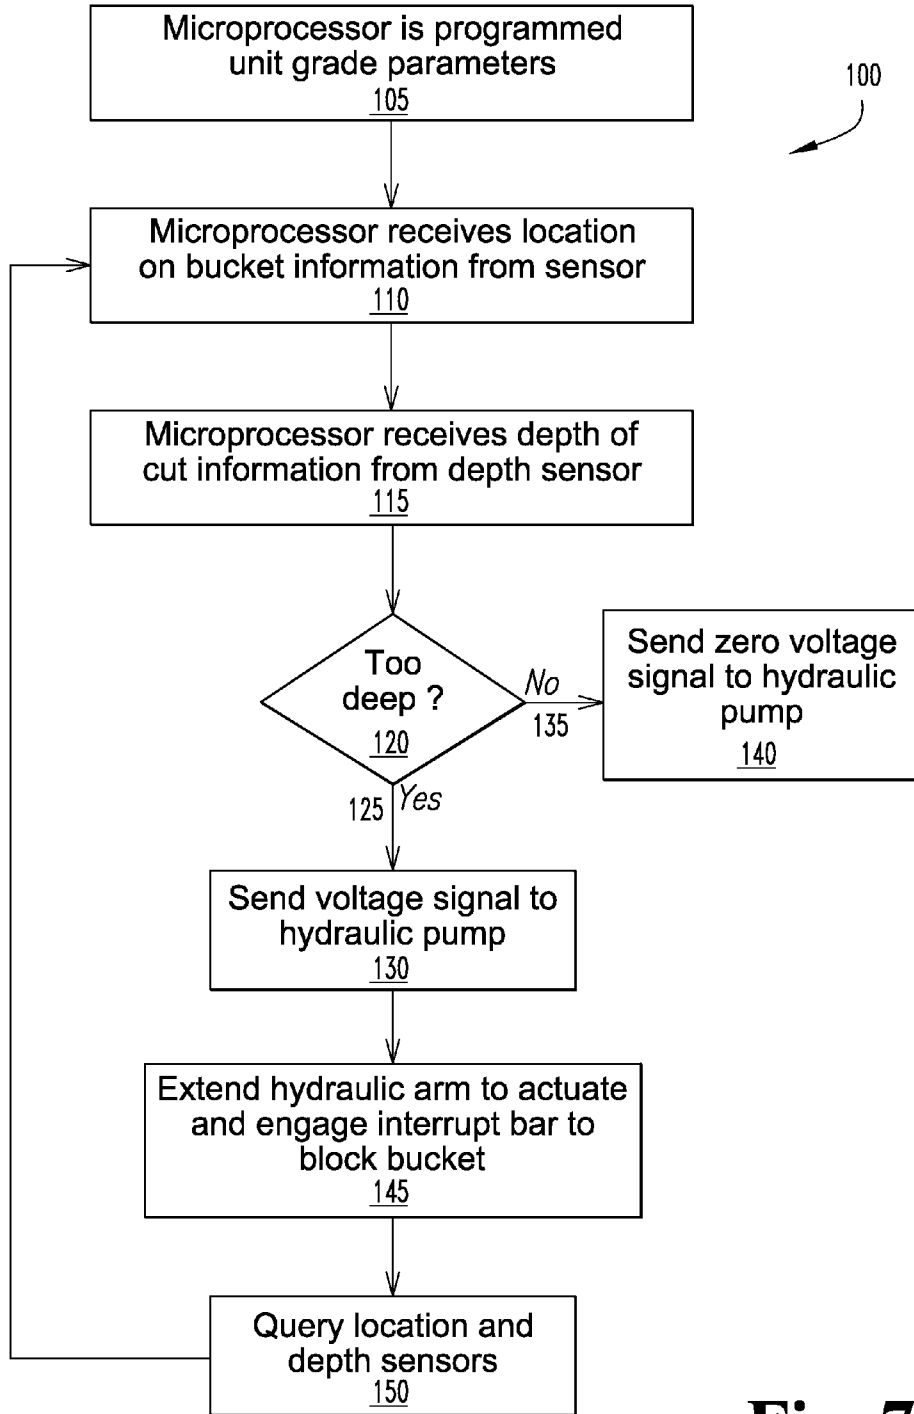 Microprocessor is programmed
unit grade parameters
105
100
Microprocessor receives location
on bucket information from sensor
110
Microprocessor receives depth of
cut information from depth sensor
115
Too
deep ?
120
No
135
Send zero voltage
signal to hydraulic
pump
140
125
Yes
Send voltage signal to
hydraulic pump
130
Extend hydraulic arm to actuate
and engage interrupt bar to
block bucket
145
Query location and
depth sensors
150
Fig. 7